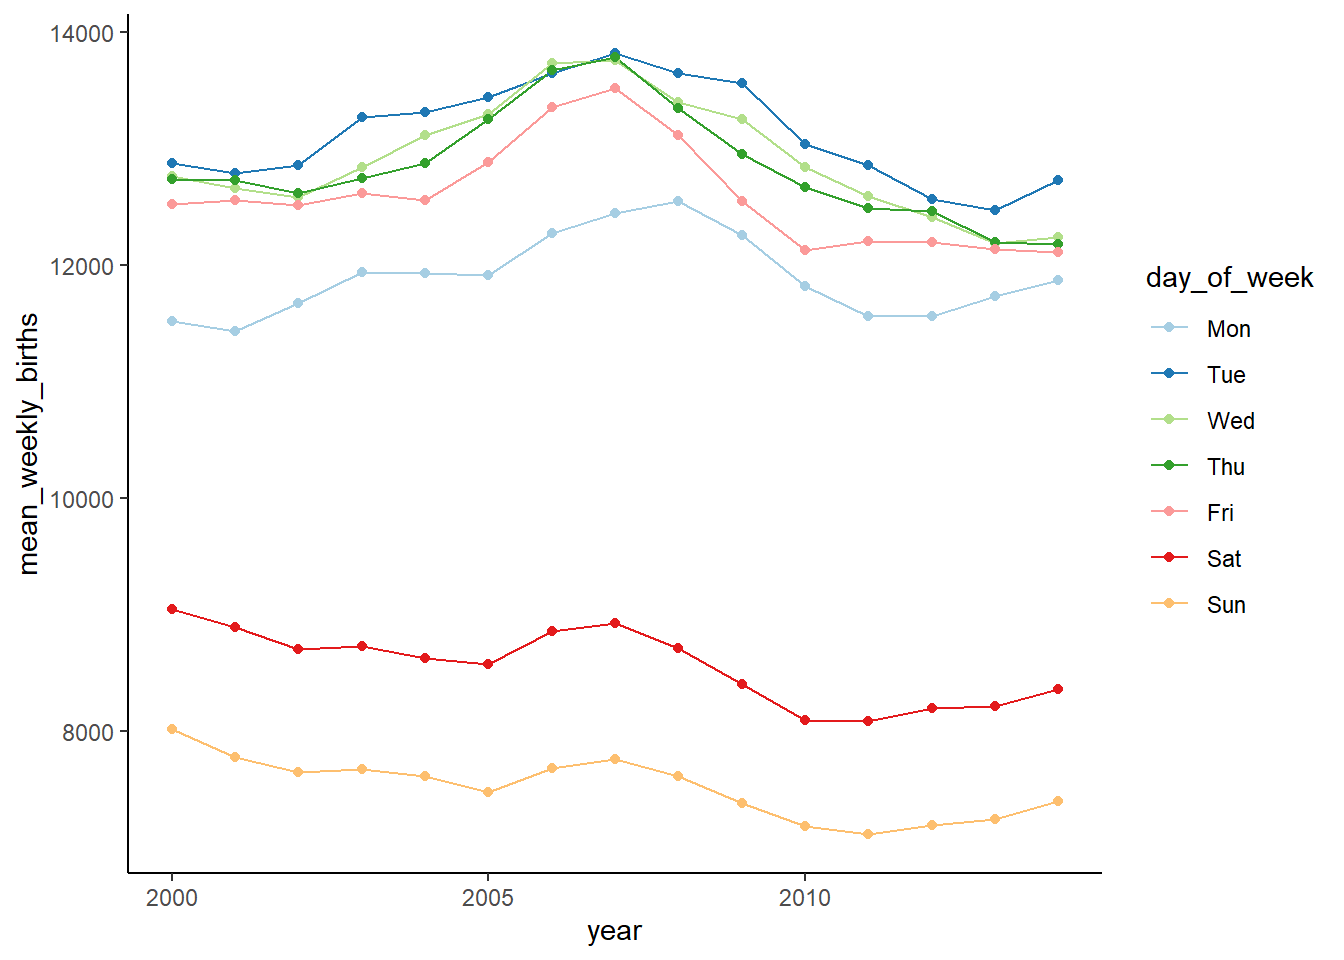 14000
12000
10000
8000
mean_weekly_births
2000
2005
2010
year
day_of_week
Mon
Tue
Wed
Thu
Fri
Sat
Sun